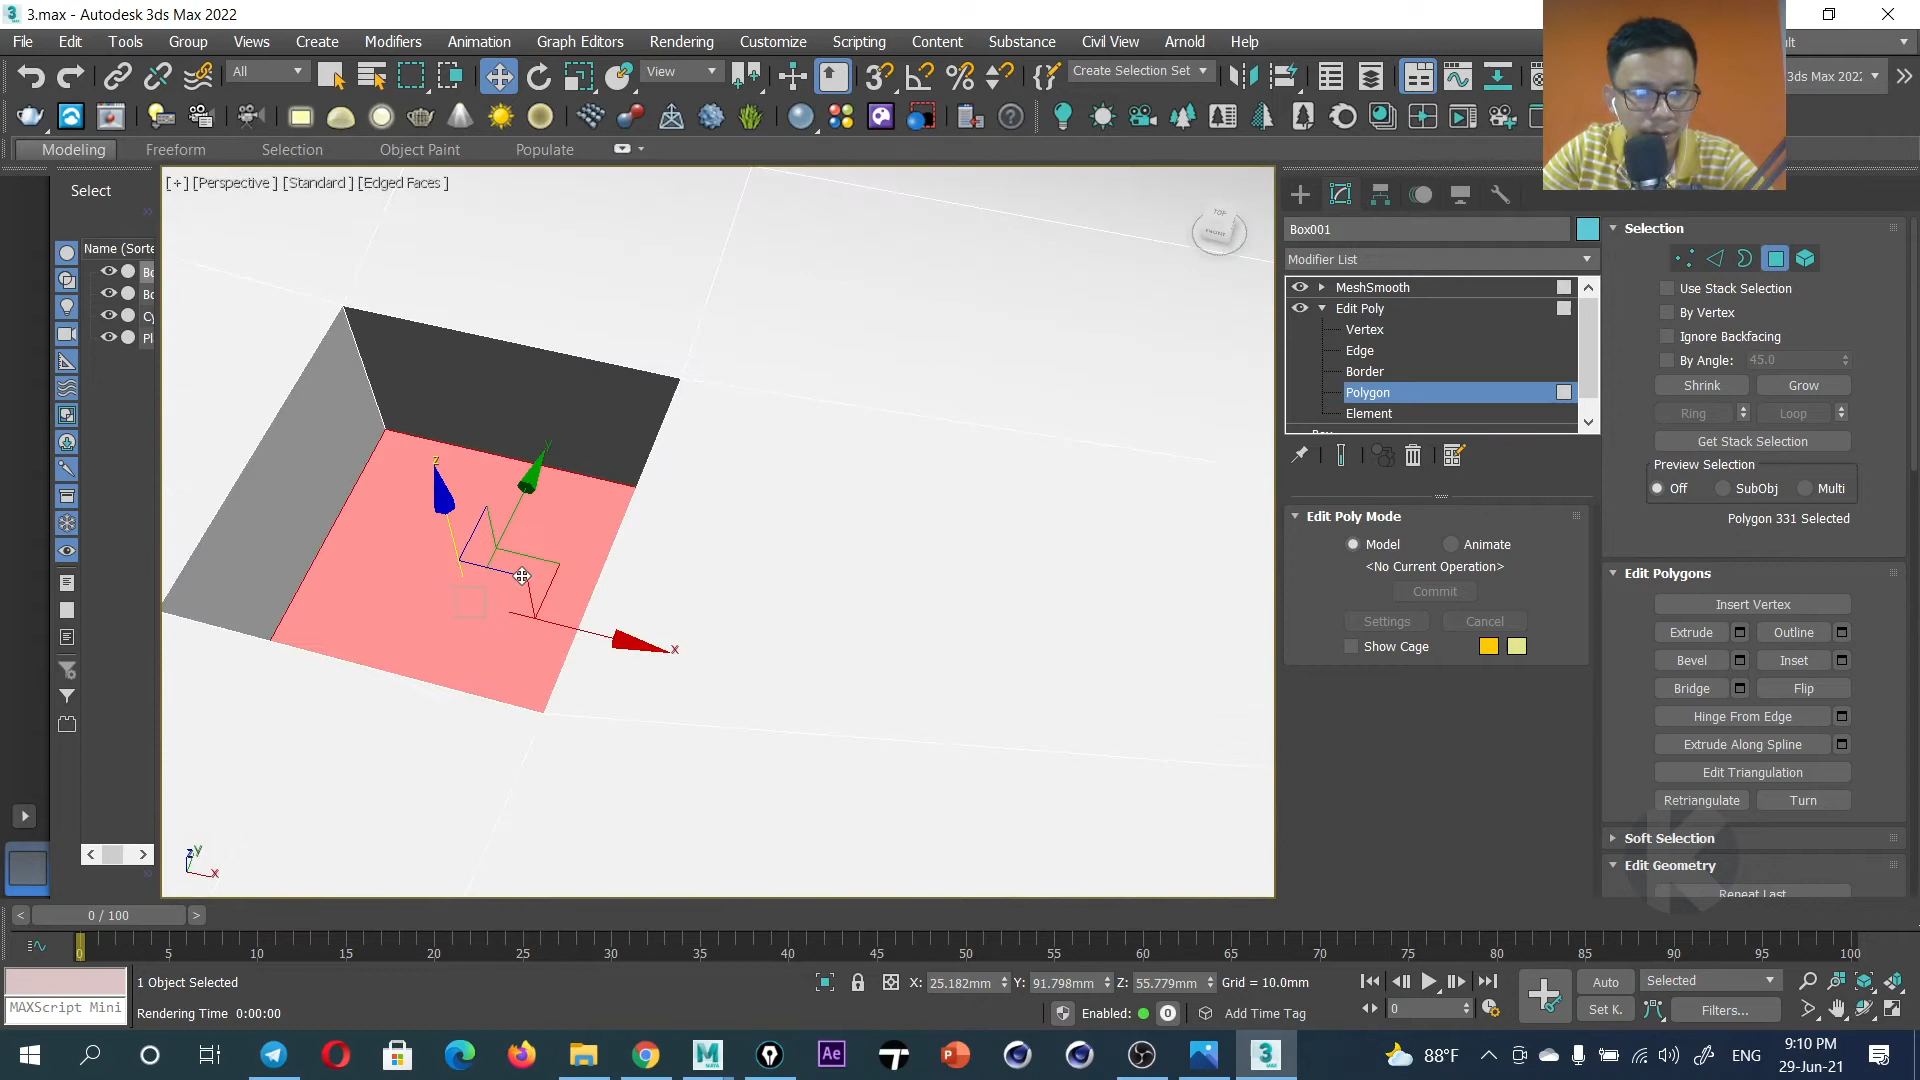 3.max - Autodesk 3ds Max 2022
File Edit Tools Group Views Create Modifiers Animation Graph Editors Rendering Customize Scripting Content Substance Civil View Arnold Help
All View Create Selection Set 3ds Max 202
Modeling Freeform Selection Object Paint Populate
[+] [Perspective] [Standard] [Edged Faces]
Select
Name (Sorte
Bo
Bo
Cy
Pl
TOP
FRONT
z y x
z y x
Box001
Modifier List
MeshSmooth
Edit Poly
Vertex
Edge
Border
Polygon
Element
Edit Poly Mode
Model Animate
<No Current Operation>
Commit
Settings Cancel
Show Cage
Selection
Use Stack Selection
By Vertex
Ignore Backfacing
By Angle: 45.0
Shrink Grow
Ring Loop
Get Stack Selection
Preview Selection
Off SubObj Multi
Polygon 331 Selected
Edit Polygons
Insert Vertex
Extrude Outline
Bevel Inset
Bridge Flip
Hinge From Edge
Extrude Along Spline
Edit Triangulation
Retriangulate Turn
Soft Selection
Edit Geometry
Repeat Last
< 0 / 100 >
0 5 10 15 20 25 30 35 40 45 50 55 60 65 70 75 80 85 90 95 100
1 Object Selected X: 25.182mm Y: 91.798mm Z: 55.779mm Grid = 10.0mm Auto Selected
MAXScript Mini Rendering Time 0:00:00 Enabled: 0 Add Time Tag 0 Set K. Filters...
88°F ENG 9:10 PM
29-Jun-21